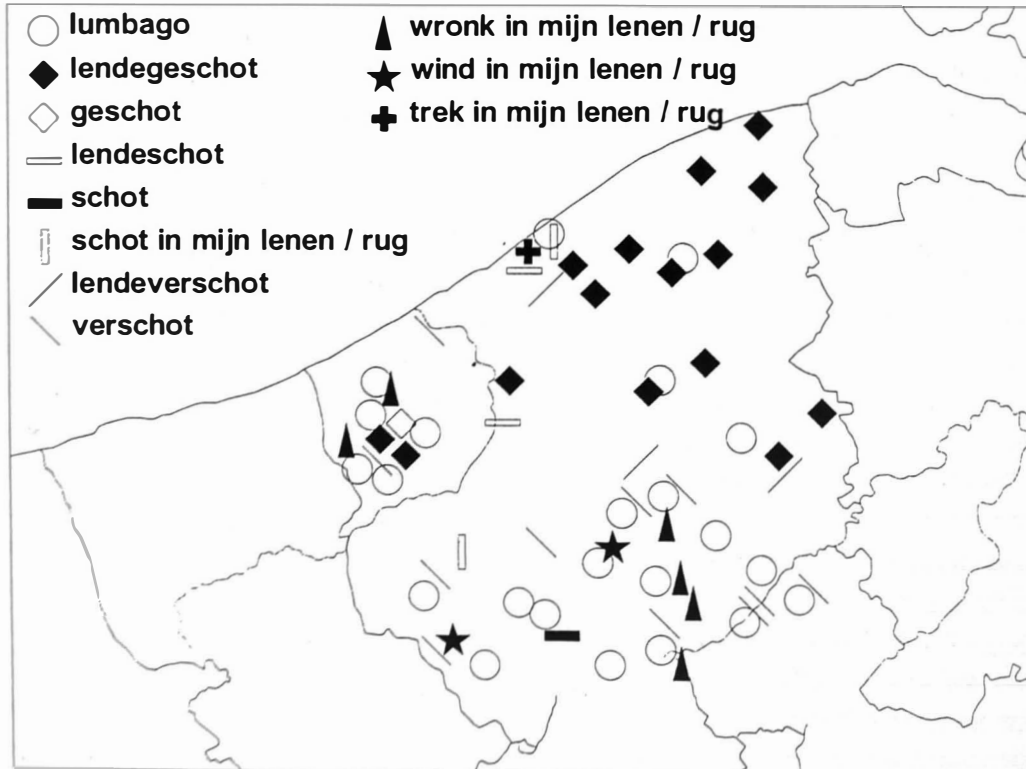 lumbago
lendegeschot
geschot
lendeschot
schot
schot in mijn lenen / rug
lendeverschot
verschot
wronk in mijn lenen / rug
wind in mijn lenen / rug
trek in mijn lenen / rug